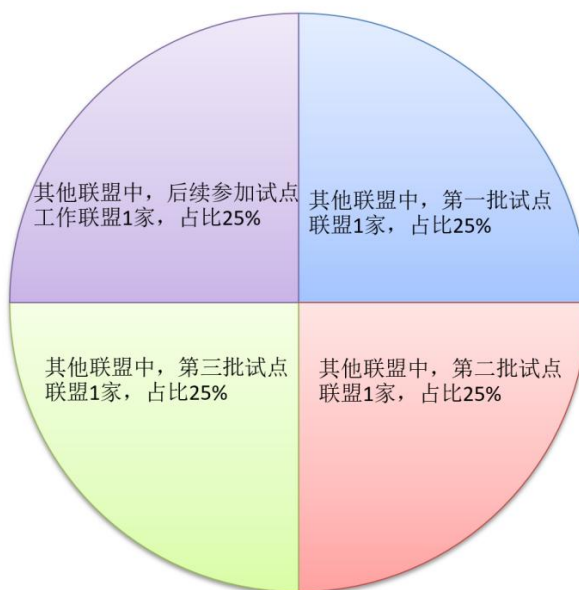 其他联盟中，后续参加试点
工作联盟1家，占比25%
其他联盟中，第一批试点
联盟1家，占比25%
其他联盟中，第三批试点
联盟1家，占比25%
其他联盟中，第二批试点
联盟1家，占比25%